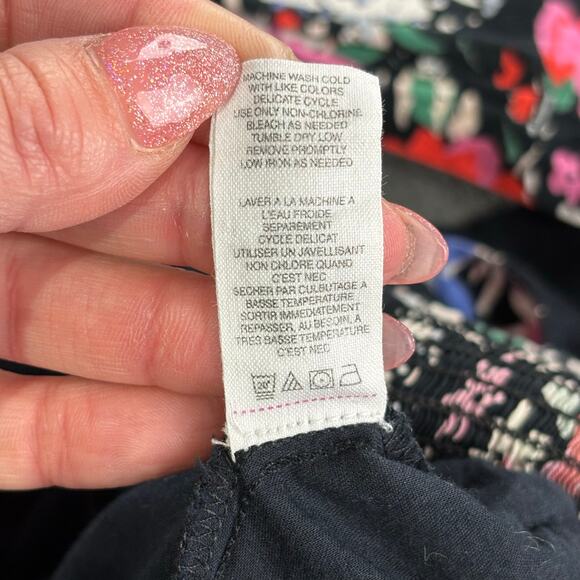 MACHINE WASH COLD
WITH LIKE COLORS
DELICATE CYCLE
USE ONLY NON-CHLORINE
BLEACH AS NEEDED
TUMBLE DRY LOW
REMOVE PROMPTLY
LOW IRON AS NEEDED
LAVER A LA MACHINE A
L'EAU FROIDE
SEPAREMENT
CYCLE DELICAT
UTILISER UN JAVELLISANT
NON CHLORE QUAND
C'EST NEC
SECHER PAR CULBUTAGE A
BASSE TEMPERATURE
SORTIR IMMEDIATEMENT
REPASSER, AU BESOIN, A
TRES BASSE TEMPERATURE
C'EST NEC